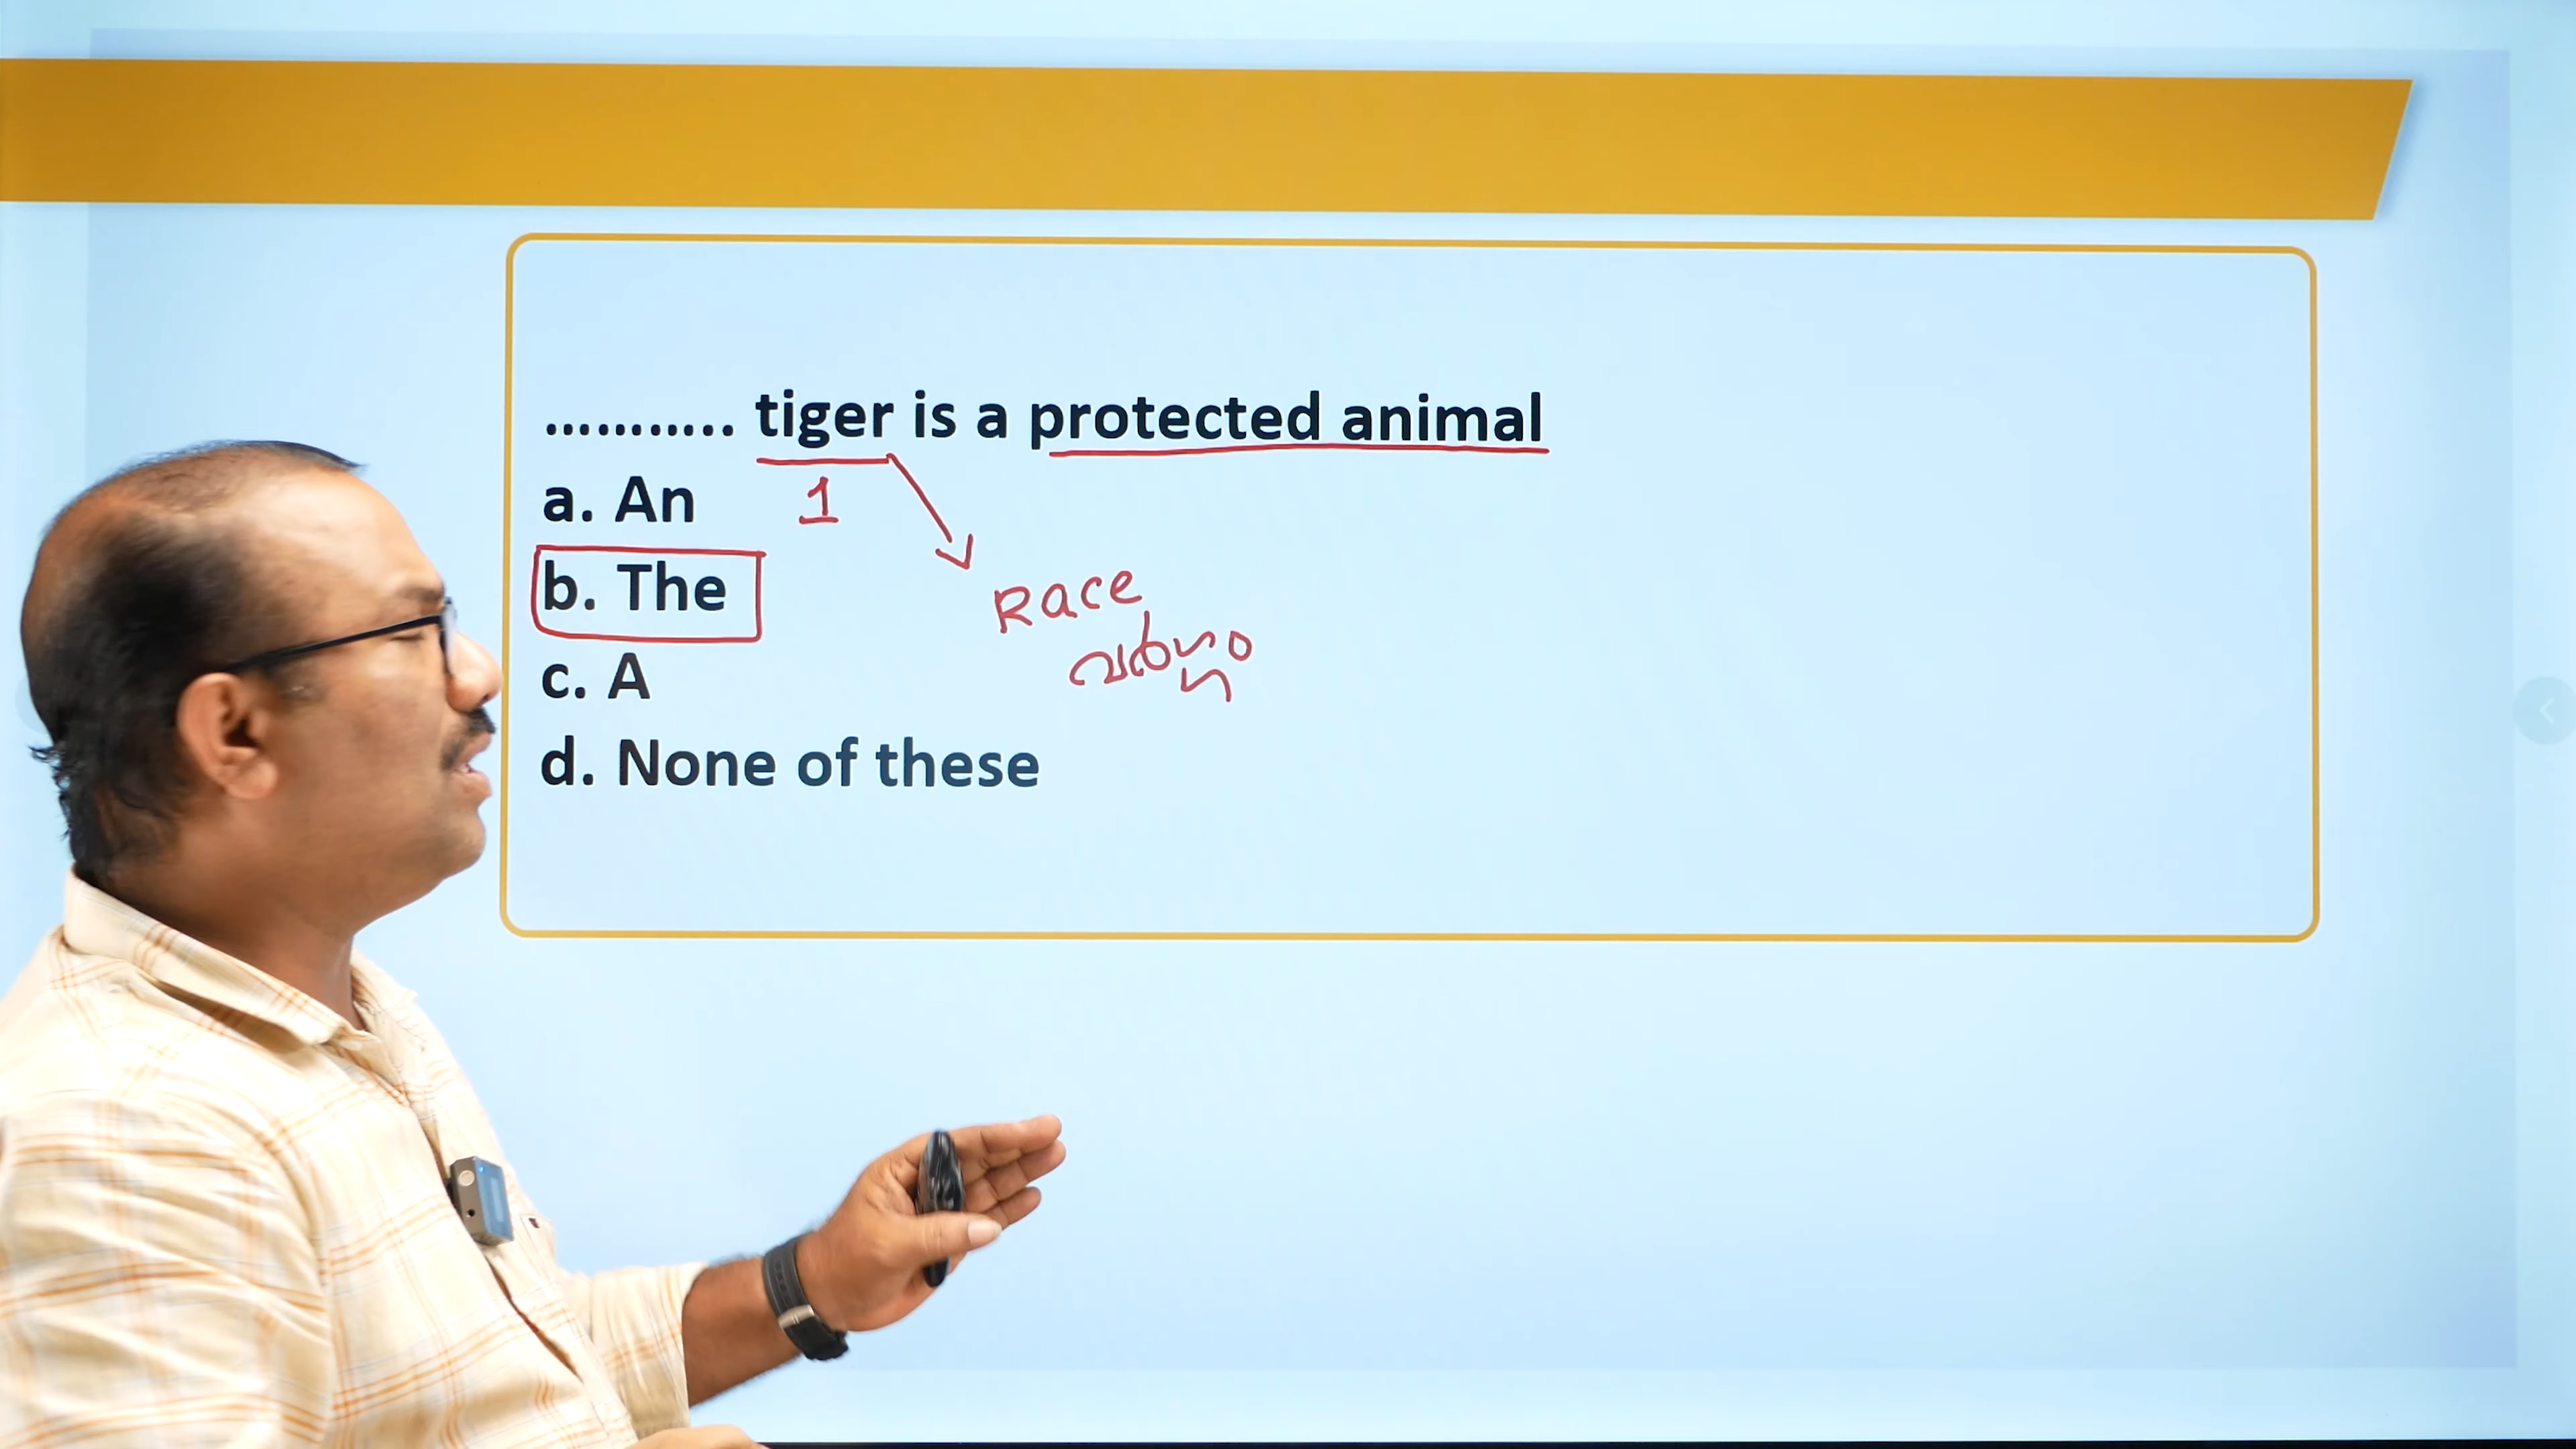 ........... tiger is a protected animal
1
a. An
b. The
Race
വർഗ്ഗം
c. A
d. None of these